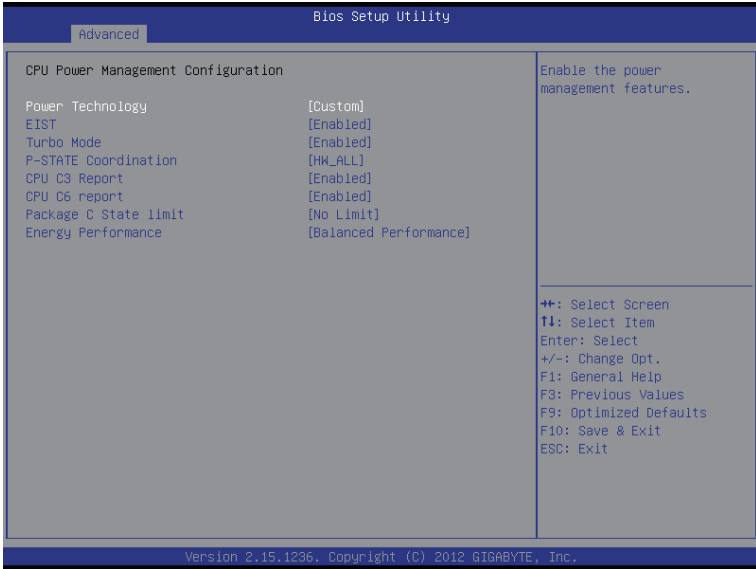 Bios Setup Utility
Advanced
CPU Power Management Configuration
Power Technology [Custom]
EIST [Enabled]
Turbo Mode [Enabled]
P-STATE Coordination [HW_ALL]
CPU C3 Report [Enabled]
CPU C6 report [Enabled]
Package C State limit [No Limit]
Energy Performance [Balanced Performance]
Enable the power
management features.
→←: Select Screen
↑↓: Select Item
Enter: Select
+/-: Change Opt.
F1: General Help
F3: Previous Values
F9: Optimized Defaults
F10: Save & Exit
ESC: Exit
Version 2.15.1236. Copyright (C) 2012 GIGABYTE, Inc.